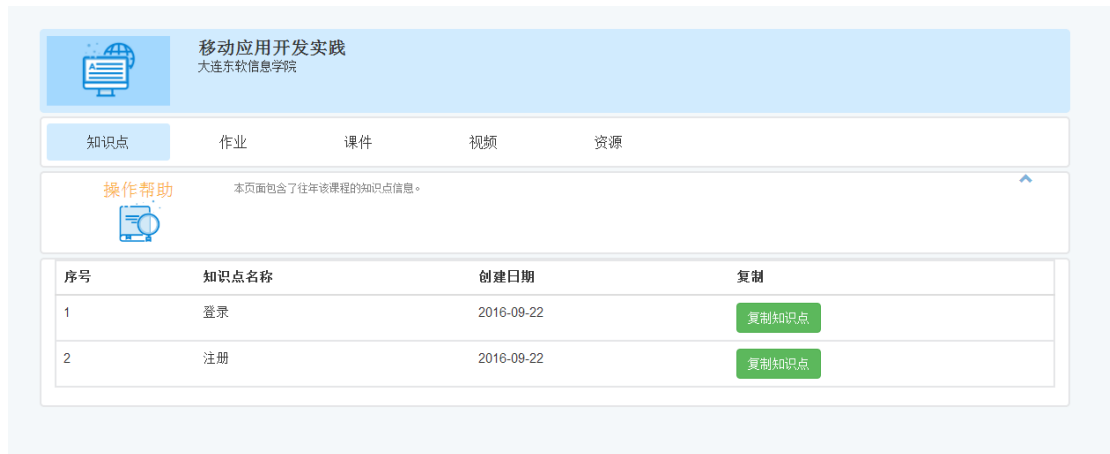 移动应用开发实践
大连东软信息学院
知识点 作业 课件 视频 资源
操作帮助 本页面包含了往年该课程的知识点信息。
序号 知识点名称 创建日期 复制
1 登录 2016-09-22 复制知识点
2 注册 2016-09-22 复制知识点